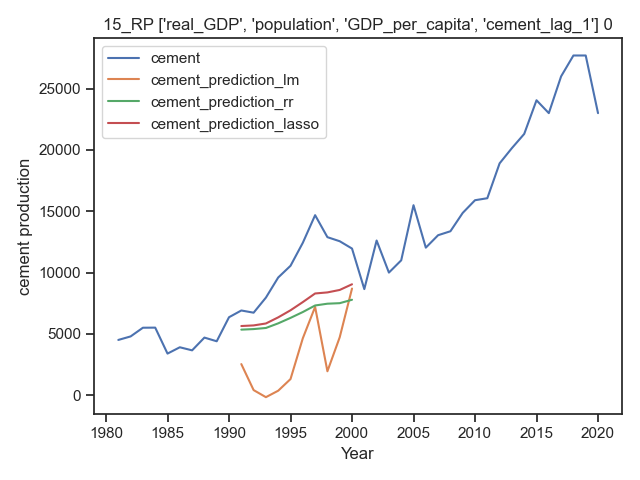 15_RP ['real_GDP', 'population', 'GDP_per_capita', 'cement_lag_1'] 0
cement
cement_prediction_lm
cement_prediction_rr
cement_prediction_lasso
cement production
25000
20000
15000
10000
5000
0
1980 1985 1990 1995 2000 2005 2010 2015 2020
Year